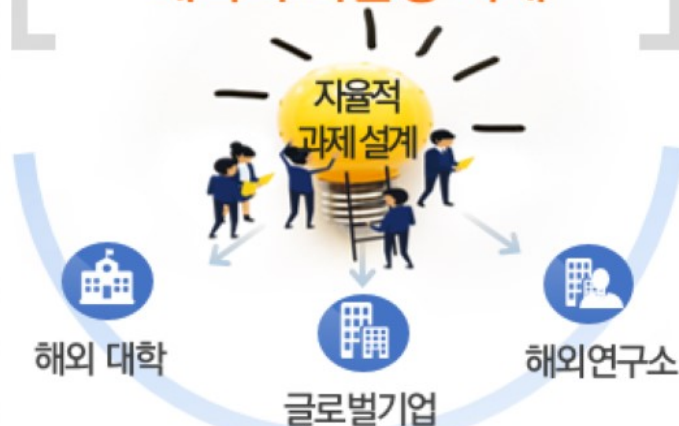 자율적
과제 설계
해외 대학
글로벌기업
해외연구소